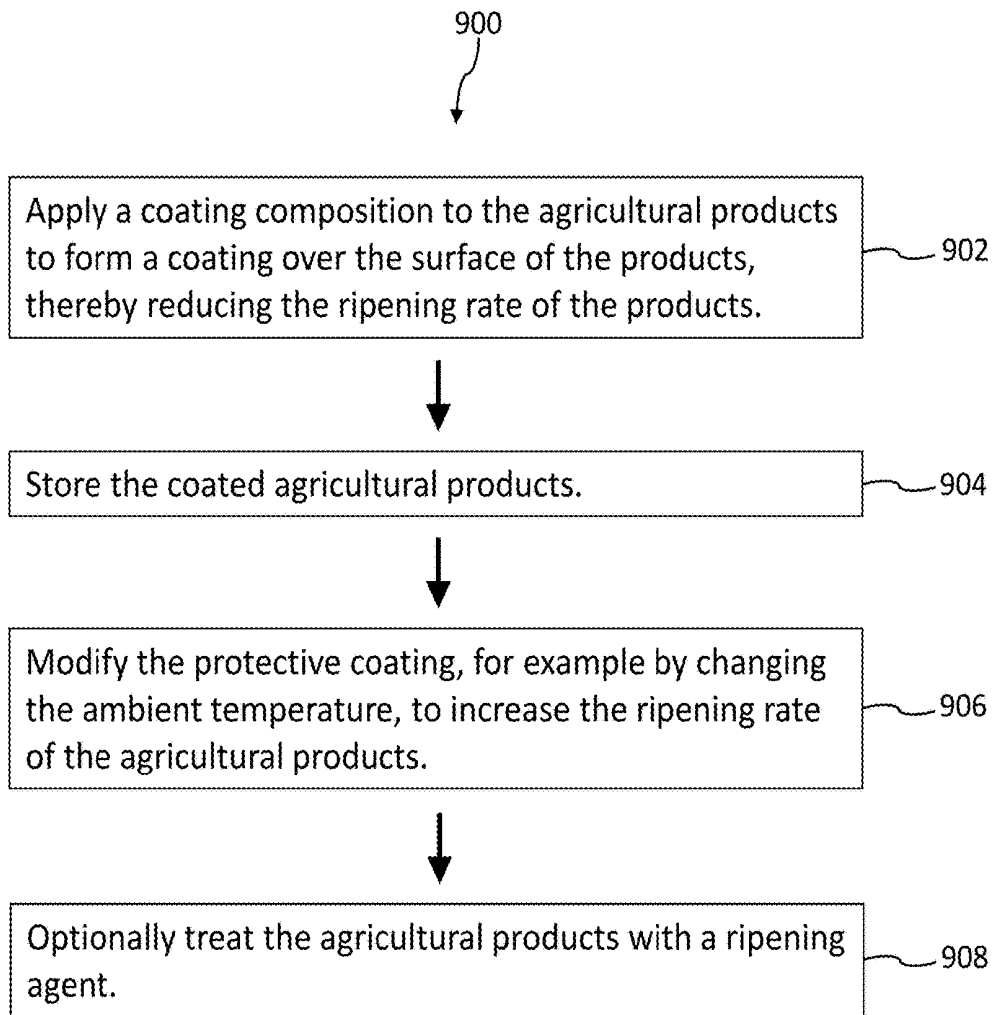 900
Apply a coating composition to the agricultural products
to form a coating over the surface of the products,
thereby reducing the ripening rate of the products.
902
Store the coated agricultural products.
904
Modify the protective coating, for example by changing
the ambient temperature, to increase the ripening rate
of the agricultural products.
906
Optionally treat the agricultural products with a ripening
agent.
908